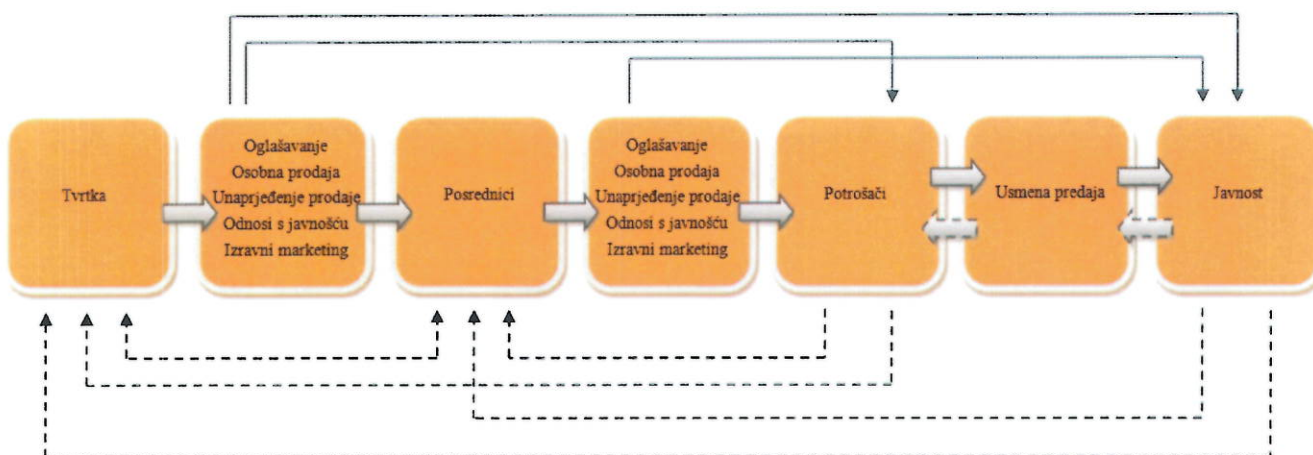 Tvrtka
Oglašavanje
Osobna prodaja
Unaprjeđenje prodaje
Odnosi s javnošću
Izravni marketing
Posrednici
Oglašavanje
Osobna prodaja
Unaprjeđenje prodaje
Odnosi s javnošću
Izravni marketing
Potrošači
Usmena predaja
Javnost